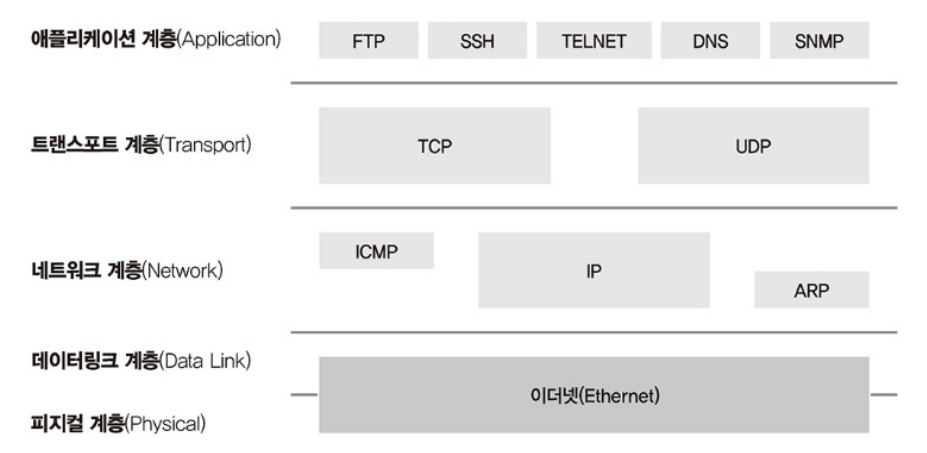 애플리케이션 계층(Application)
FTP SSH TELNET DNS SNMP
트랜스포트 계층(Transport)
TCP UDP
네트워크 계층(Network)
ICMP IP ARP
데이터링크 계층(Data Link)
이더넷(Ethernet)
피지컬 계층(Physical)